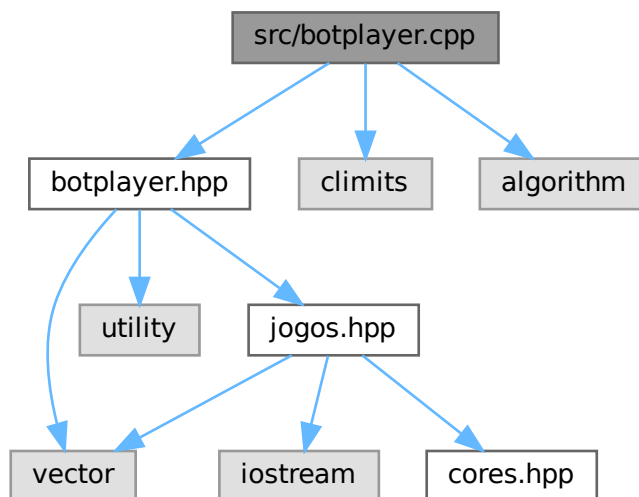 src/botplayer.cpp
botplayer.hpp
climits
algorithm
utility
jogos.hpp
vector
iostream
cores.hpp